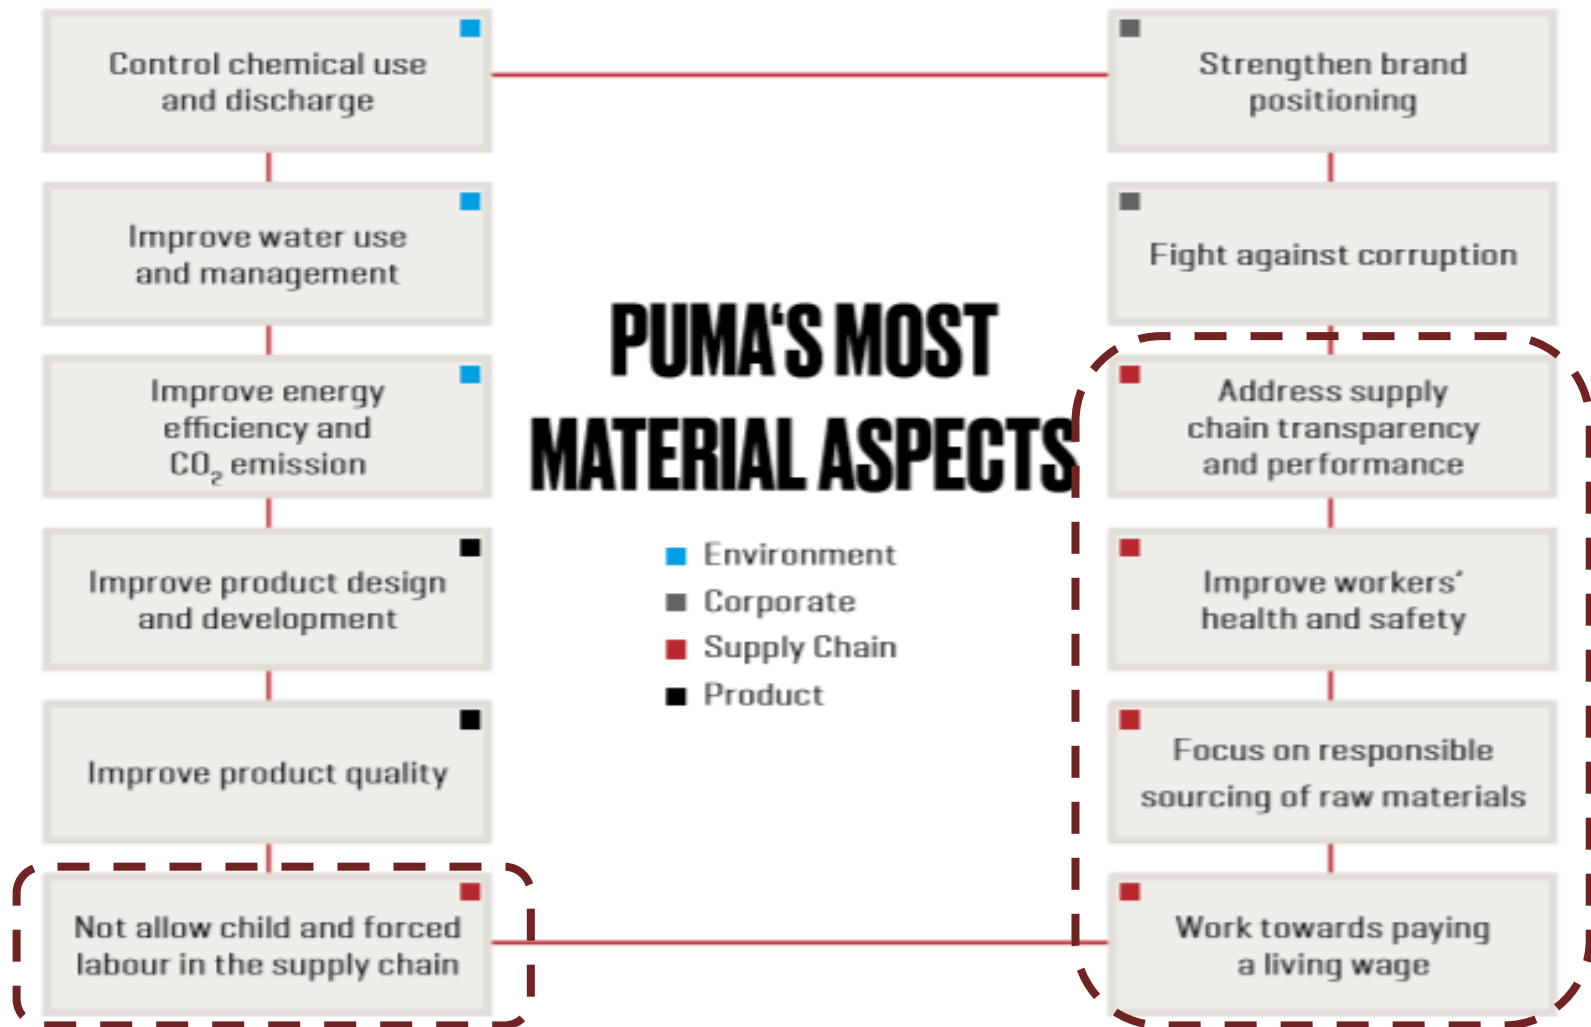 Control chemical use
and discharge
Improve water use
and management
Improve energy
efficiency and
CO₂ emission
Improve product design
and development
Improve product quality
Not allow child and forced
labour in the supply chain
PUMA‘S MOST
MATERIAL ASPECTS
Environment
Corporate
Supply Chain
Product
Strengthen brand
positioning
Fight against corruption
Address supply
chain transparency
and performance
Improve workers’
health and safety
Focus on responsible
sourcing of raw materials
Work towards paying
a living wage